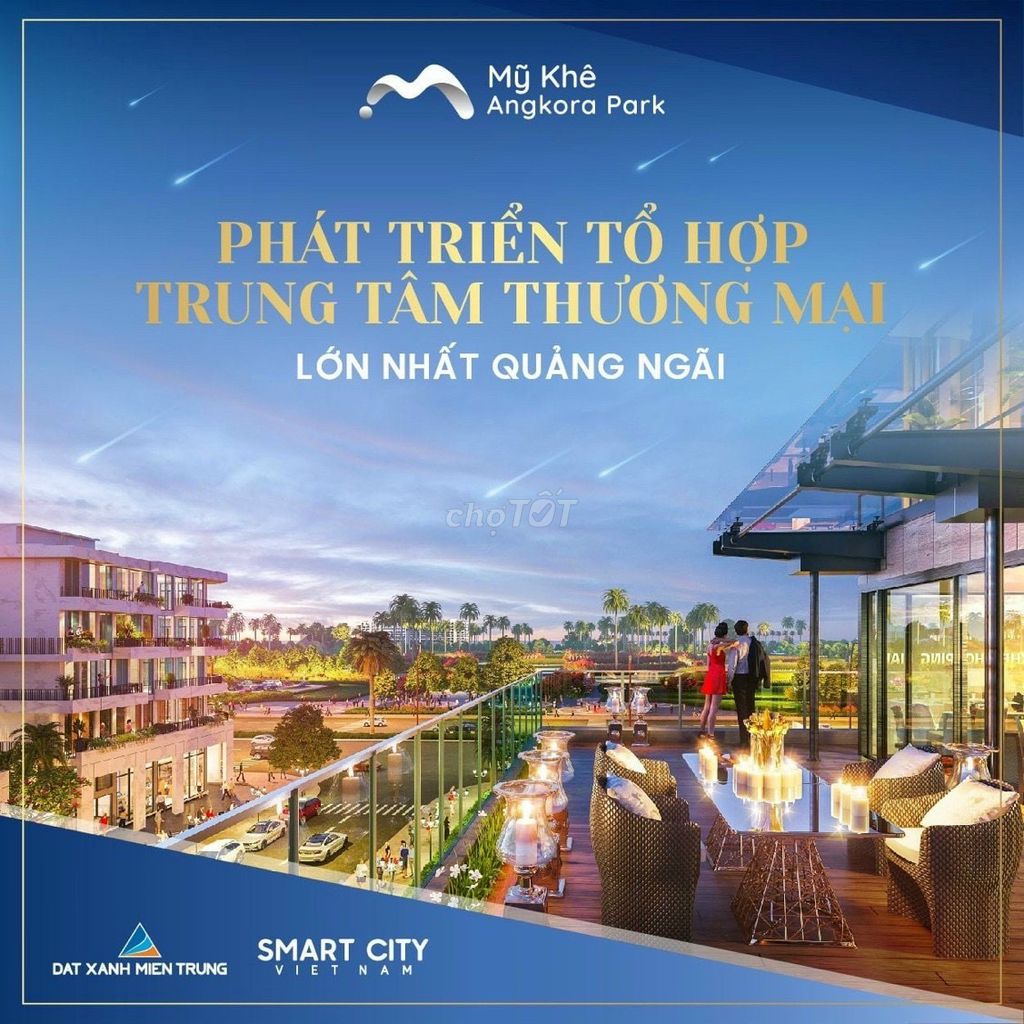 Mỹ Khê
Angkora Park
PHÁT TRIỂN TỔ HỢP
TRUNG TÂM THƯƠNG MẠI
LỚN NHẤT QUẢNG NGÃI
chợTỐT
DAT XANH MIEN TRUNG
SMART CITY
VIET NAM